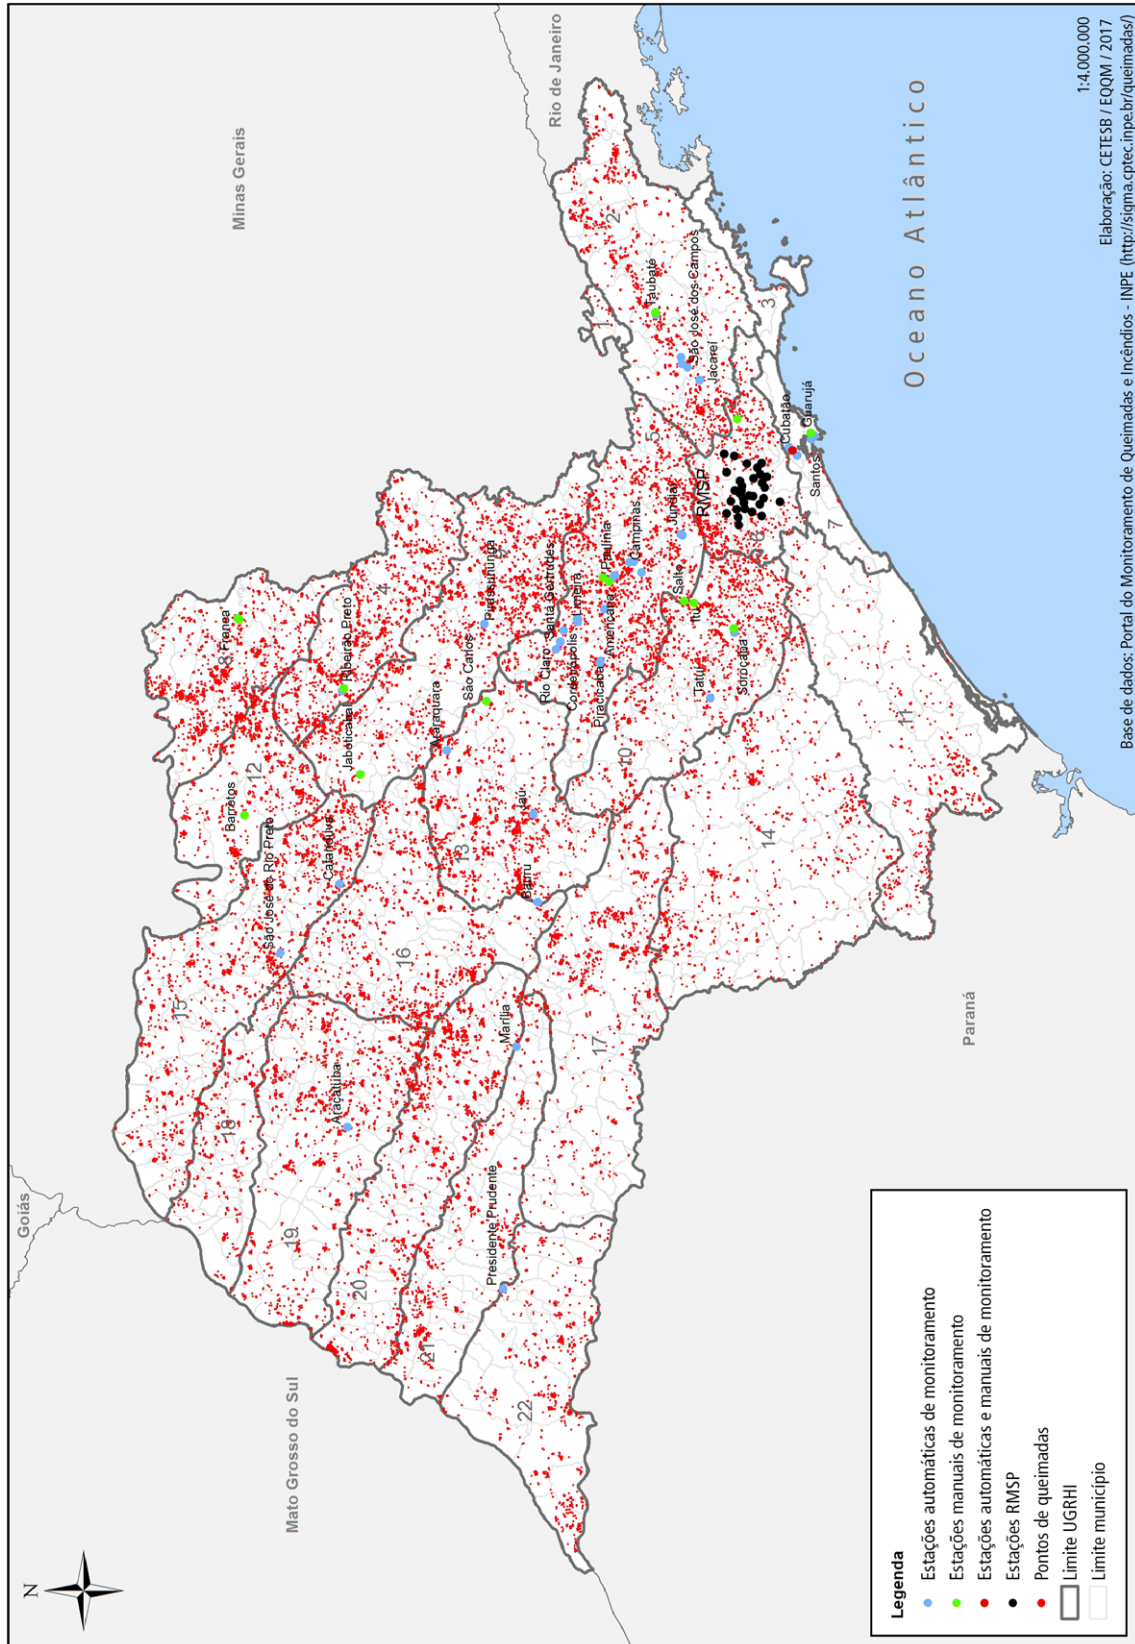 N
Goiás
Minas Gerais
Mato Grosso do Sul
Rio de Janeiro
Paraná
Oceano Atlântico
15
18
19
20
21
22
16
12
8
4
13
17
14
10
5
2
1
3
7
11
RMSP
Franca
Barretos
São José do Rio Preto
Catanduva
Jaboticabal
Ribeirão Preto
Araçatuba
Araraquara
São Carlos
Pirassununga
Santa Gertrudes
Rio Claro
Cordeirópolis
Limeira
Piracicaba
Americana
Paulínia
Campinas
Jaú
Bauru
Marília
Presidente Prudente
Jundiaí
Salto
Itu
Tatuí
Sorocaba
Taubaté
São José dos Campos
Jacareí
Cubatão
Guarujá
Santos
Legenda
Estações automáticas de monitoramento
Estações manuais de monitoramento
Estações automáticas e manuais de monitoramento
Estações RMSP
Pontos de queimadas
Limite UGRHI
Limite município
1:4.000.000
Elaboração: CETESB / EQQM / 2017
Base de dados: Portal do Monitoramento de Queimadas e Incêndios - INPE (http://sigma.cptec.inpe.br/queimadas/)